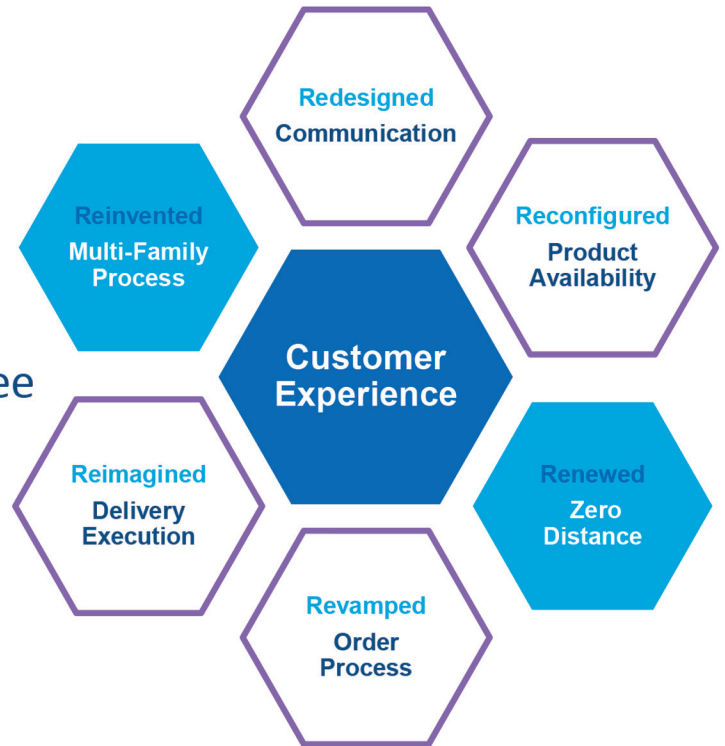 Redesigned
Communication
Reinvented
Multi-Family
Process
Reconfigured
Product
Availability
Customer
Experience
Reimagined
Delivery
Execution
Renewed
Zero
Distance
Revamped
Order
Process